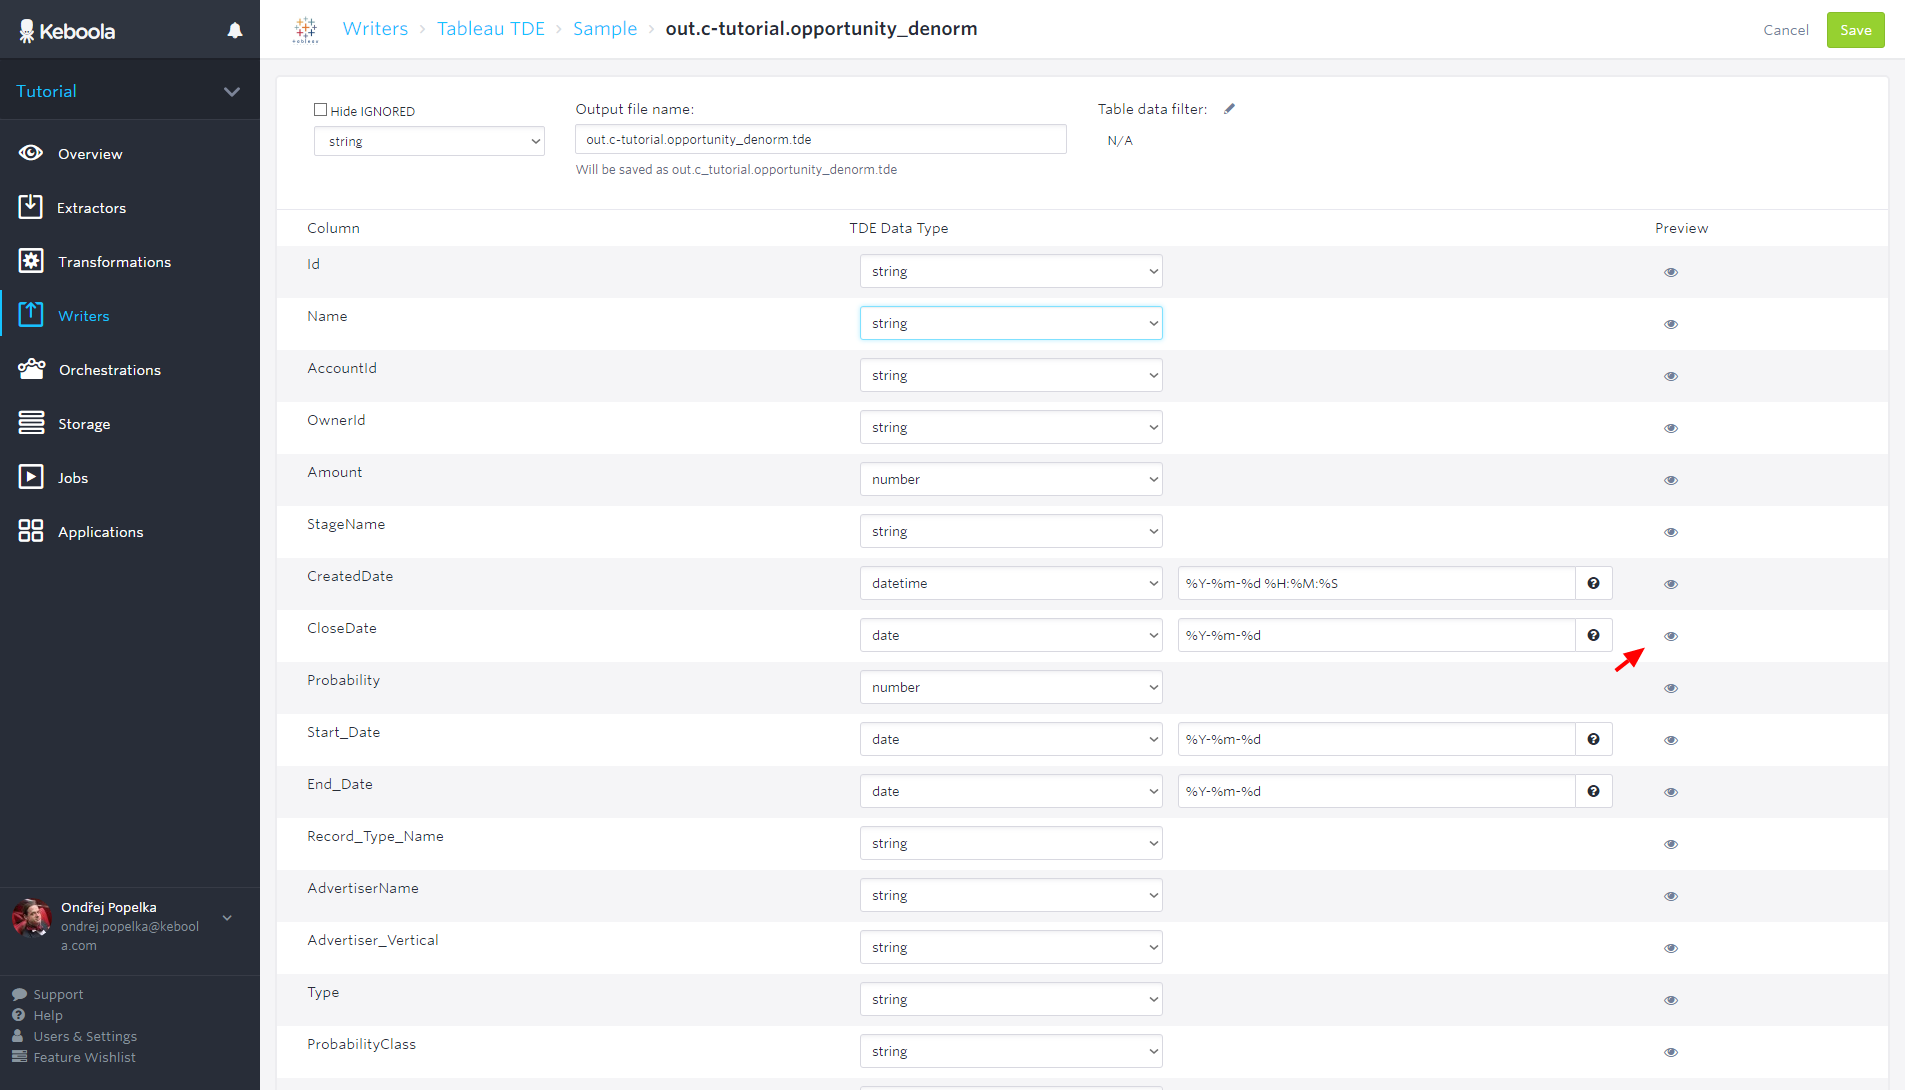 Keboola
Writers › Tableau TDE › Sample › out.c-tutorial.opportunity_denorm
Cancel
Save
Tutorial
Overview
Extractors
Transformations
Writers
Orchestrations
Storage
Jobs
Applications
Ondřej Popelka
ondrej.popelka@kebool
a.com
Support
Help
Users & Settings
Feature Wishlist
Hide IGNORED
string
Output file name:
out.c-tutorial.opportunity_denorm.tde
Will be saved as out.c_tutorial.opportunity_denorm.tde
Table data filter:
N/A
Column TDE Data Type Preview
Id string
Name string
AccountId string
OwnerId string
Amount number
StageName string
CreatedDate datetime %Y-%m-%d %H:%M:%S
CloseDate date %Y-%m-%d
Probability number
Start_Date date %Y-%m-%d
End_Date date %Y-%m-%d
Record_Type_Name string
AdvertiserName string
Advertiser_Vertical string
Type string
ProbabilityClass string